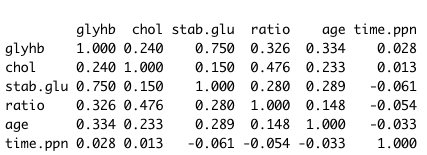 glyhb chol stab.glu ratio age time.ppn
glyhb 1.000 0.240 0.750 0.326 0.334 0.028
chol 0.240 1.000 0.150 0.476 0.233 0.013
stab.glu 0.750 0.150 1.000 0.280 0.289 -0.061
ratio 0.326 0.476 0.280 1.000 0.148 -0.054
age 0.334 0.233 0.289 0.148 1.000 -0.033
time.ppn 0.028 0.013 -0.061 -0.054 -0.033 1.000